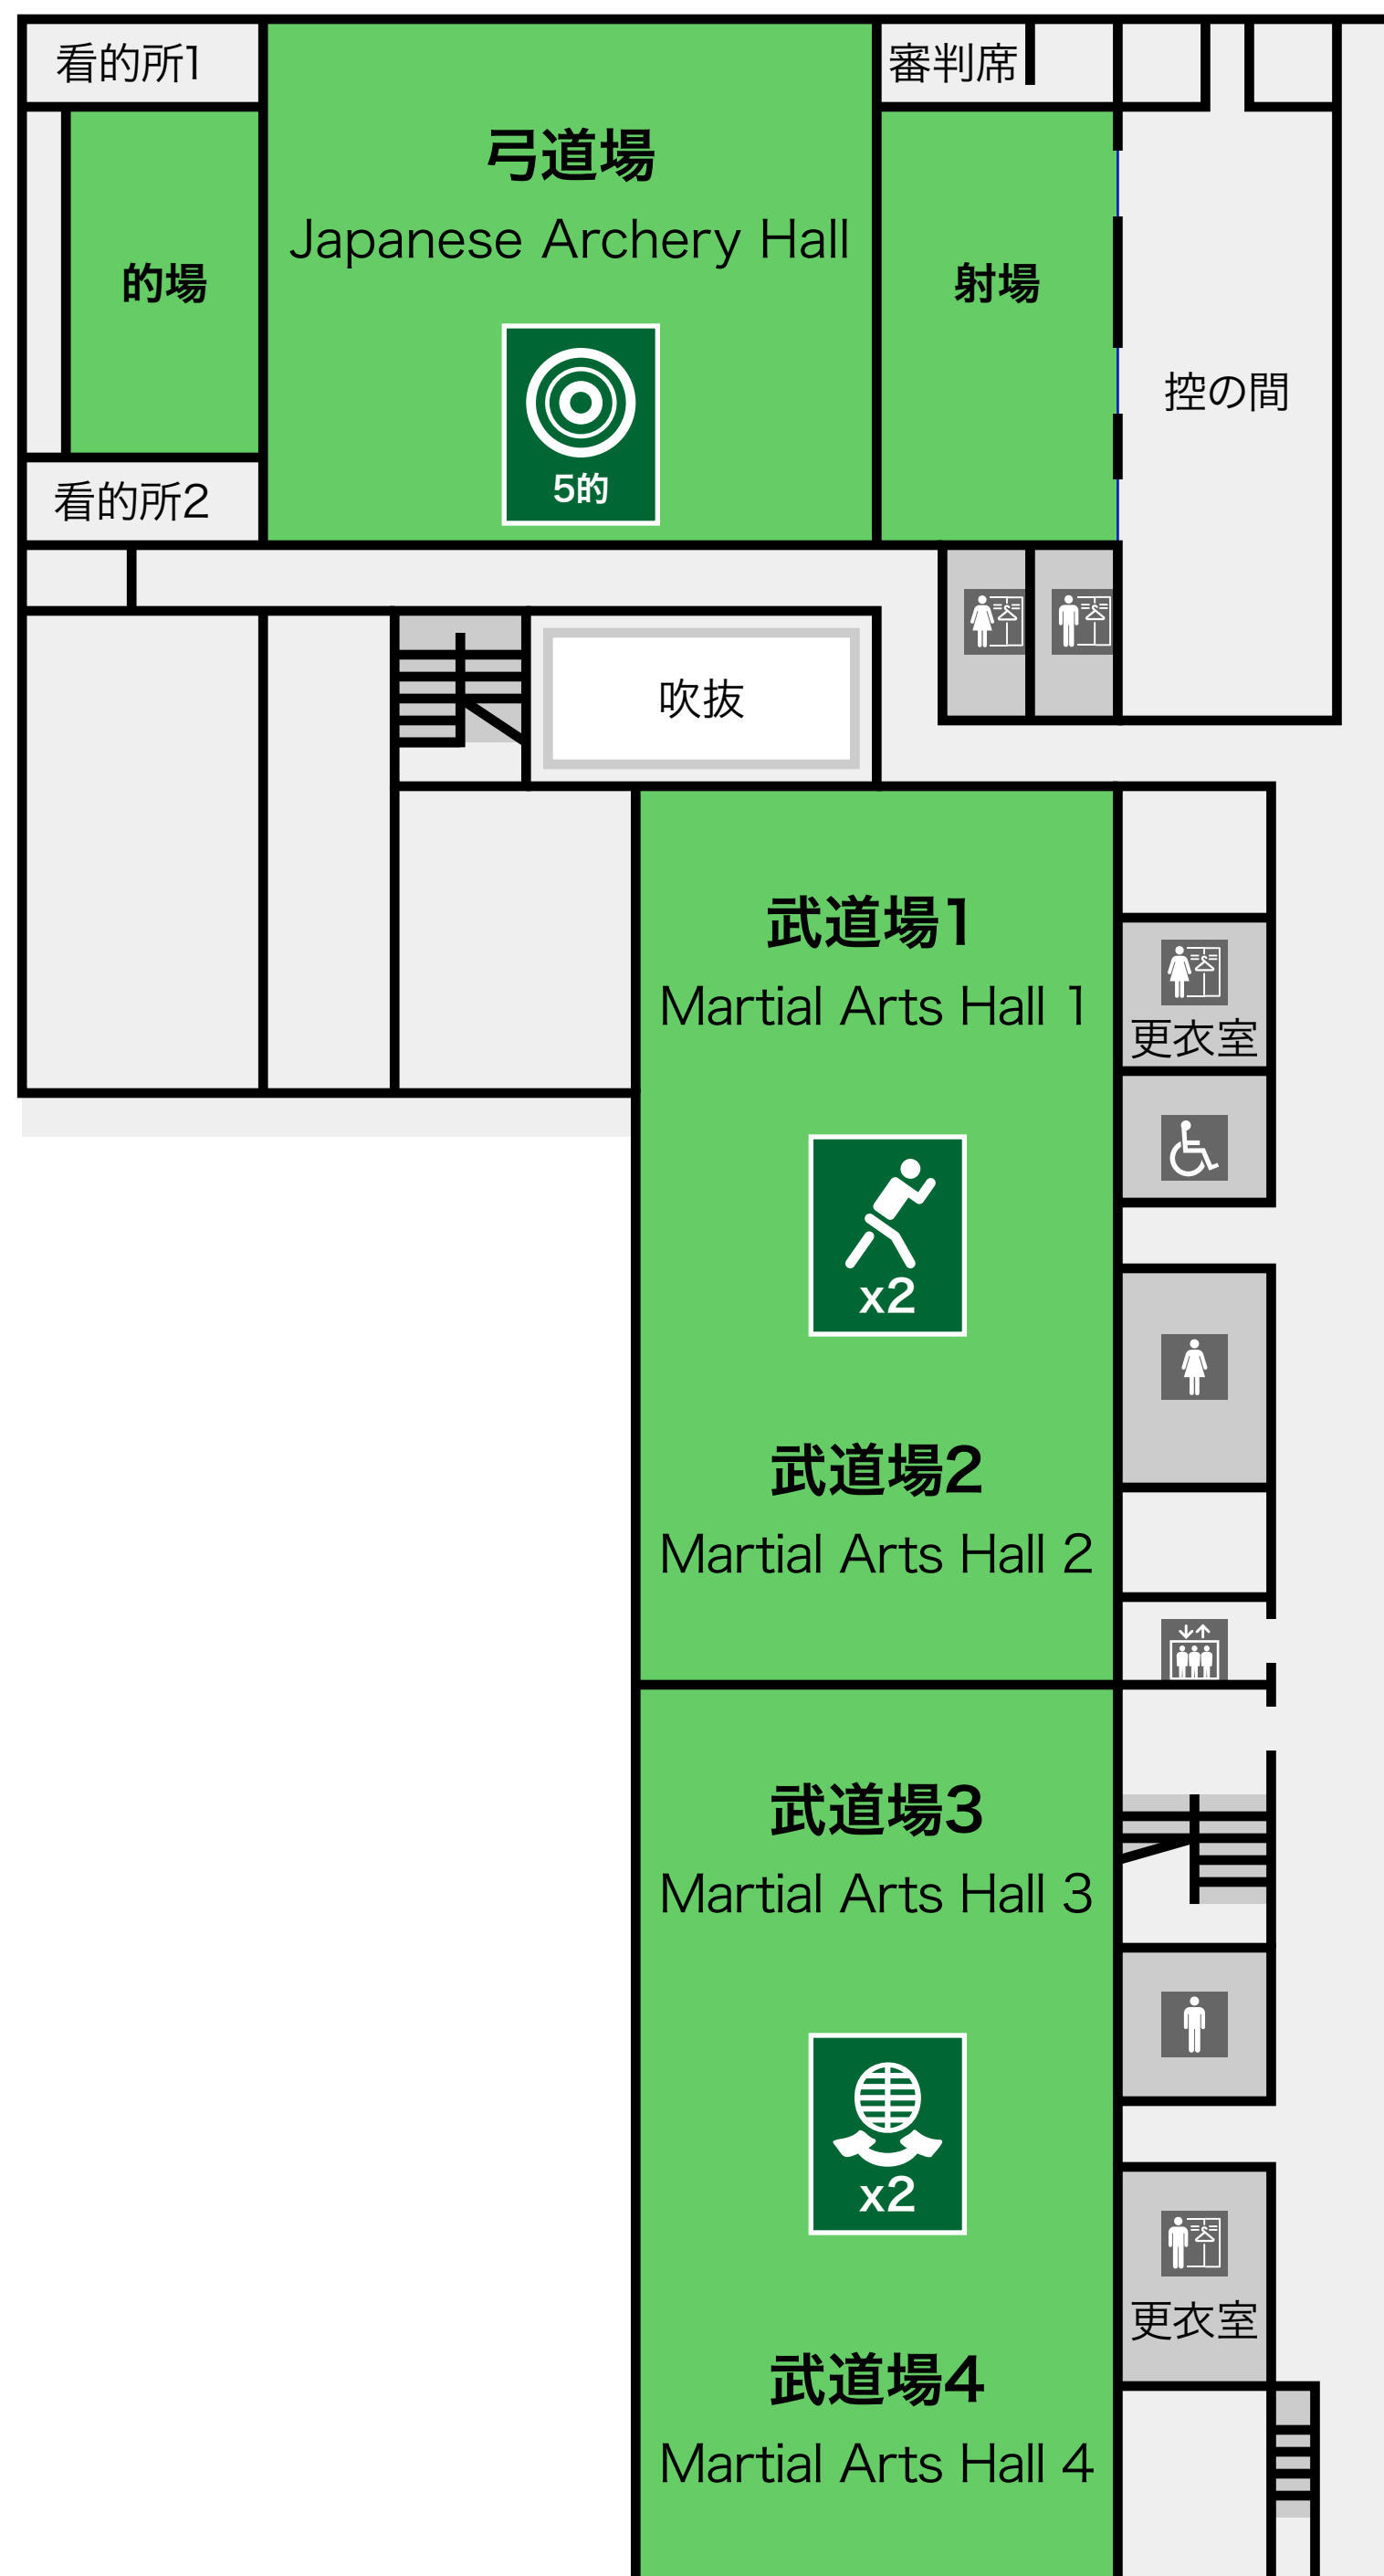 看的所1
審判席
弓道場
Japanese Archery Hall
的場
射場
控の間
5的
看的所2
吹抜
武道場1
Martial Arts Hall 1
更衣室
x2
武道場2
Martial Arts Hall 2
武道場3
Martial Arts Hall 3
x2
更衣室
武道場4
Martial Arts Hall 4